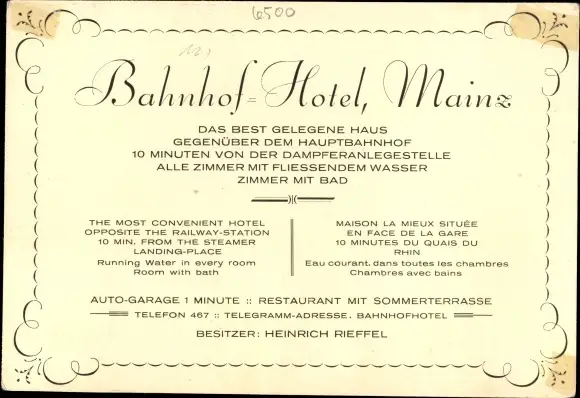 6500
Bahnhof=Hotel, Mainz
DAS BEST GELEGENE HAUS
GEGENÜBER DEM HAUPTBAHNHOF
10 MINUTEN VON DER DAMPFERANLEGESTELLE
ALLE ZIMMER MIT FLIESSENDEM WASSER
ZIMMER MIT BAD
THE MOST CONVENIENT HOTEL
OPPOSITE THE RAILWAY-STATION
10 MIN. FROM THE STEAMER
LANDING-PLACE
Running Water in every room
Room with bath
MAISON LA MIEUX SITUÉE
EN FACE DE LA GARE
10 MINUTES DU QUAIS DU
RHIN
Eau courant. dans toutes les chambres
Chambres avec bains
AUTO-GARAGE 1 MINUTE :: RESTAURANT MIT SOMMERTERRASSE
TELEFON 467 :: TELEGRAMM-ADRESSE. BAHNHOFHOTEL
BESITZER: HEINRICH RIEFFEL